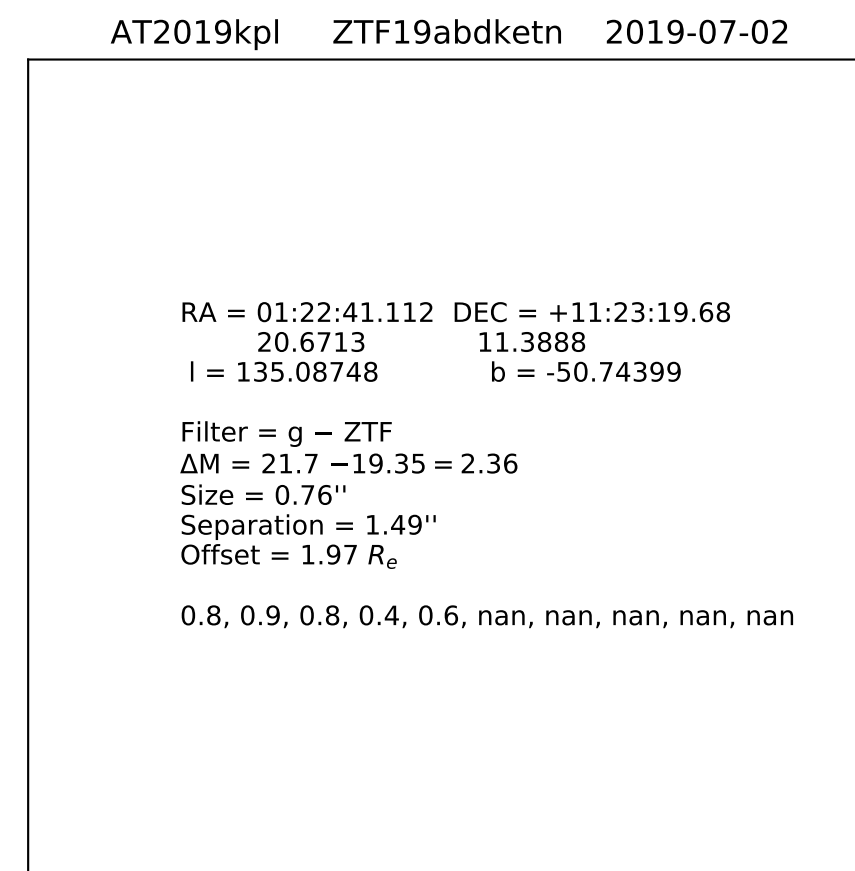 AT2019kpl ZTF19abdketn 2019-07-02
RA = 01:22:41.112 DEC = +11:23:19.68
20.6713 11.3888
l = 135.08748 b = -50.74399
Filter = g − ZTF
ΔM = 21.7 −19.35 = 2.36
Size = 0.76''
Separation = 1.49''
Offset = 1.97 Rₑ
0.8, 0.9, 0.8, 0.4, 0.6, nan, nan, nan, nan, nan